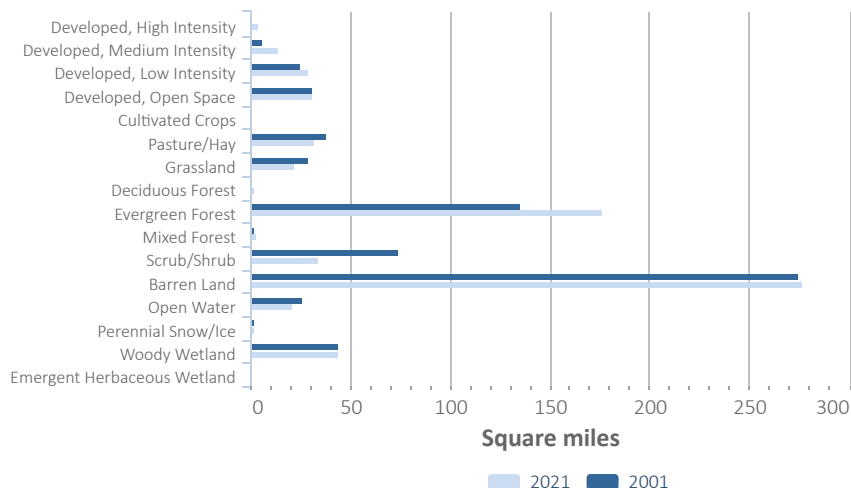 Developed, High Intensity
Developed, Medium Intensity
Developed, Low Intensity
Developed, Open Space
Cultivated Crops
Pasture/Hay
Grassland
Deciduous Forest
Evergreen Forest
Mixed Forest
Scrub/Shrub
Barren Land
Open Water
Perennial Snow/Ice
Woody Wetland
Emergent Herbaceous Wetland
0 50 100 150 200 250 300
Square miles
2021 2001